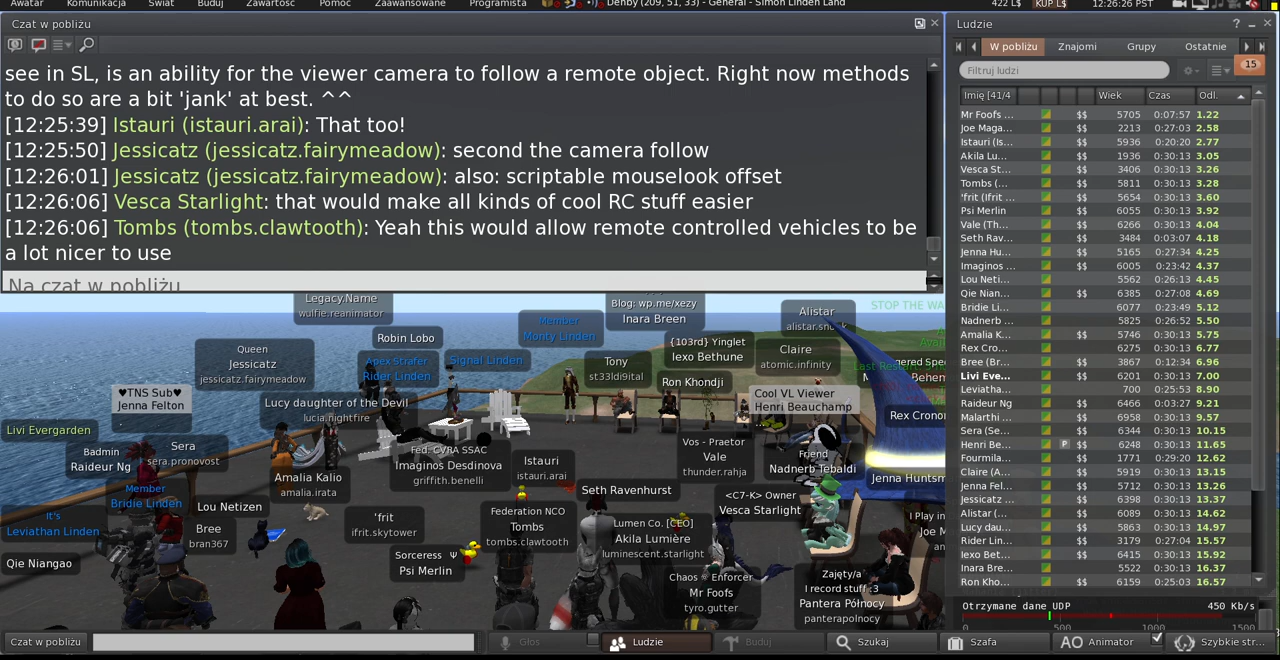 Awatar Komunikacja Świat Buduj Zawartość Pomoc Zaawansowane Programista Denby (209, 51, 33) - General - Simon Linden Land 422 L$ KUP L$ 12:26:26 PST
Czat w pobliżu
see in SL, is an ability for the viewer camera to follow a remote object. Right now methods
to do so are a bit 'jank' at best. ^^
[12:25:39] Istauri (istauri.arai): That too!
[12:25:50] Jessicatz (jessicatz.fairymeadow): second the camera follow
[12:26:01] Jessicatz (jessicatz.fairymeadow): also: scriptable mouselook offset
[12:26:06] Vesca Starlight: that would make all kinds of cool RC stuff easier
[12:26:06] Tombs (tombs.clawtooth): Yeah this would allow remote controlled vehicles to be
a lot nicer to use
Na czat w pobliżu
Legacy.Name
wulfie.reanimator
Robin Lobo
Member
Monty Linden
Blog: wp.me/xezy
Inara Breen
Alistar
STOP THE WA
Queen
Jessicatz
jessicatz.fairymeadow
Apex Strafer
Rider Linden
Signal Linden
Tony
st33ldi9ital
{103rd} Yinglet
Iexo Bethune
Claire
atomic.infinity
♥TNS Sub♥
Jenna Felton
Lucy daughter of the Devil
lucia.nightfire
Ron Khondji
Cool VL Viewer
Henri Beauchamp
Rex Cronon
Livi Evergarden
Badmin
Raideur Ng
Sera
sera.pronovost
Fed: CVRA SSAC
Imaginos Desdinova
griffith.benelli
Istauri
istauri.arai
Vos - Praetor
Vale
thunder.rahja
Friend
Nadnerb Tebaldi
Jenna Huntsm
Member
Bridie Linden
Amalia Kalio
amalia.irata
Seth Ravenhurst
<C7-K> Owner
Vesca Starlight
It's
Leviathan Linden
Lou Netizen
Bree
bran367
'frit
ifrit.skytower
Federation NCO
Tombs
tombs.clawtooth
Lumen Co. [CEO]
Akila Lumière
luminescent.starlight
I Play in
Joe M
Qie Niangao
Sorceress Ψ
Psi Merlin
Chaos ® Enforcer
Mr Foofs
tyro.gutter
Zajęty/a
I record stuff :3
Pantera Północy
panterapolnocy
Czat w pobliżu Głos Ludzie Buduj Szukaj Szafa AO Animator Szybkie str...
Ludzie
W pobliżu Znajomi Grupy Ostatnie
Filtruj ludzi 15
Imię [41/4 Wiek Czas Odl.
Mr Foofs ... $$ 5705 0:07:57 1.22
Joe Maga... $$ 2213 0:27:03 2.58
Istauri (Is... $$ 5936 0:20:20 2.77
Akila Lu... $$ 1936 0:30:13 3.05
Vesca St... $$ 3406 0:30:13 3.26
Tombs (... $$ 5811 0:30:13 3.28
'frit (Ifrit ... $$ 5654 0:30:13 3.60
Psi Merlin $$ 6055 0:30:13 3.92
Vale (Th... $$ 6266 0:30:13 4.04
Seth Rav... $$ 3484 0:03:07 4.18
Jenna Hu... $$ 5165 0:27:34 4.25
Imaginos ... $$ 6005 0:23:42 4.37
Lou Neti... 5562 0:26:13 4.45
Qie Nian... $$ 6385 0:27:08 4.69
Bridie Li... 6077 0:23:49 5.12
Nadnerb ... 5825 0:26:52 5.50
Amalia K... $$ 5746 0:30:13 5.75
Rex Cro... 6275 0:30:13 6.77
Bree (Br... $$ 3867 0:12:34 6.96
Livi Eve... $$ 6201 0:30:13 7.00
Leviatha... 700 0:25:53 8.90
Raideur Ng $$ 6466 0:03:27 9.21
Malarthi ... $$ 6958 0:30:13 9.57
Sera (Se... $$ 6344 0:30:13 10.15
Henri Be... P $$ 6248 0:30:13 11.65
Fourmila... $$ 1771 0:29:20 12.62
Claire (A... $$ 5919 0:30:13 13.15
Jenna Fel... $$ 5712 0:30:13 13.26
Jessicatz ... $$ 6398 0:30:13 13.37
Alistar (... $$ 6089 0:30:13 14.62
Lucy dau... $$ 5863 0:30:13 14.97
Rider Lin... $$ 3179 0:27:04 15.57
Iexo Bet... $$ 6415 0:30:13 15.92
Inara Bre... 5522 0:30:13 16.37
Ron Kho... $$ 6159 0:25:03 16.57
Otrzymane dane UDP 450 Kb/s
0 500 1000 1500